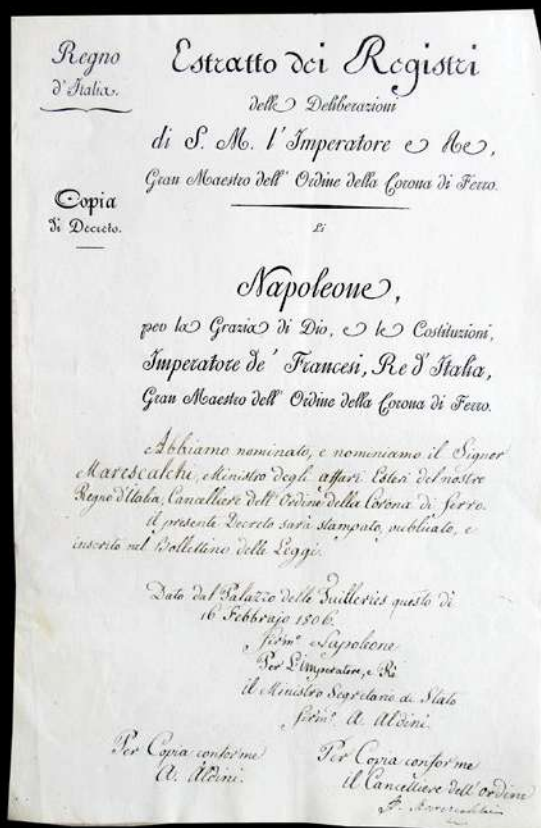 Regno
d'Italia.
Estratto dei Registri
delle Deliberazioni
di S. M. l'Imperatore e Re,
Gran Maestro dell' Ordine della Corona di Ferro.
Copia
di Decreto.
Li
Napoleone,
per la Grazia di Dio, e le Costituzioni,
Imperatore de' Francesi, Re d'Italia,
Gran Maestro dell' Ordine della Corona di Ferro.
Abbiamo nominato, e nominiamo il Signor
Marescalchi, Ministro degli affari Esteri del nostro
Regno d'Italia, Cancelliere dell'Ordine della Corona di ferro.
il presente Decreto sarà stampato, pubblicato, e
inscrito nel Bollettino delle Leggi.
Dato dal Palazzo delle Tuilleries questo dì
16 Febbrajo 1806.
firm.º Napoleone
Per L'imperatore, e Rè
il Ministro Segretario di Stato
firm.º A. Aldini.
Per Copia conforme
A. Aldini.
Per Copia conforme
il Cancelliere dell'ordine
F. Marescalchi